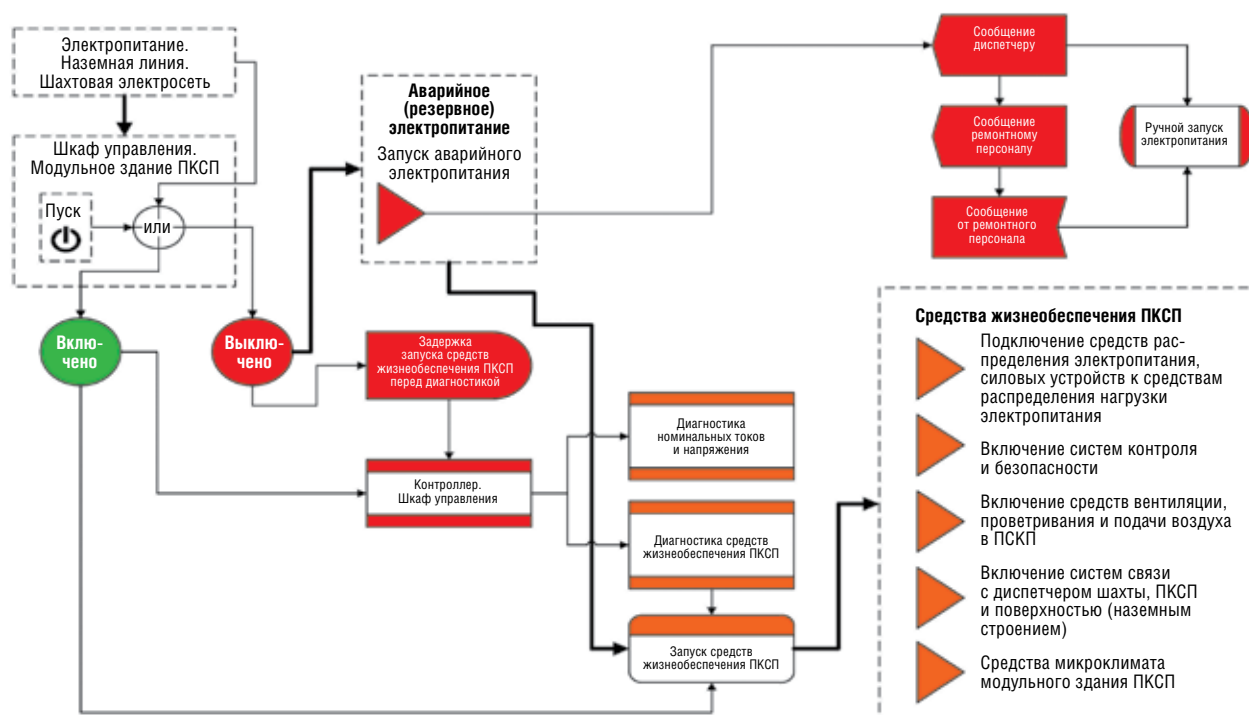 Электропитание.
Наземная линия.
Шахтовая электросеть
Шкаф управления.
Модульное здание ПКСП
Пуск
или
Вклю-
чено
Выклю-
чено
Аварийное
(резервное)
электропитание
Запуск аварийного
электропитания
Сообщение
диспетчеру
Сообщение
ремонтному
персоналу
Сообщение
от ремонтного
персонала
Ручной запуск
электропитания
Задержка
запуска средств
жизнеобеспечения ПКСП
перед диагностикой
Контроллер.
Шкаф управления
Диагностика
номинальных токов
и напряжения
Диагностика средств
жизнеобеспечения ПКСП
Запуск средств
жизнеобеспечения ПКСП
Средства жизнеобеспечения ПКСП
Подключение средств рас-
пределения электропитания,
силовых устройств к средствам
распределения нагрузки
электропитания
Включение систем контроля
и безопасности
Включение средств вентиляции,
проветривания и подачи воздуха
в ПСКП
Включение систем связи
с диспетчером шахты, ПКСП
и поверхностью (наземным
строением)
Средства микроклимата
модульного здания ПКСП